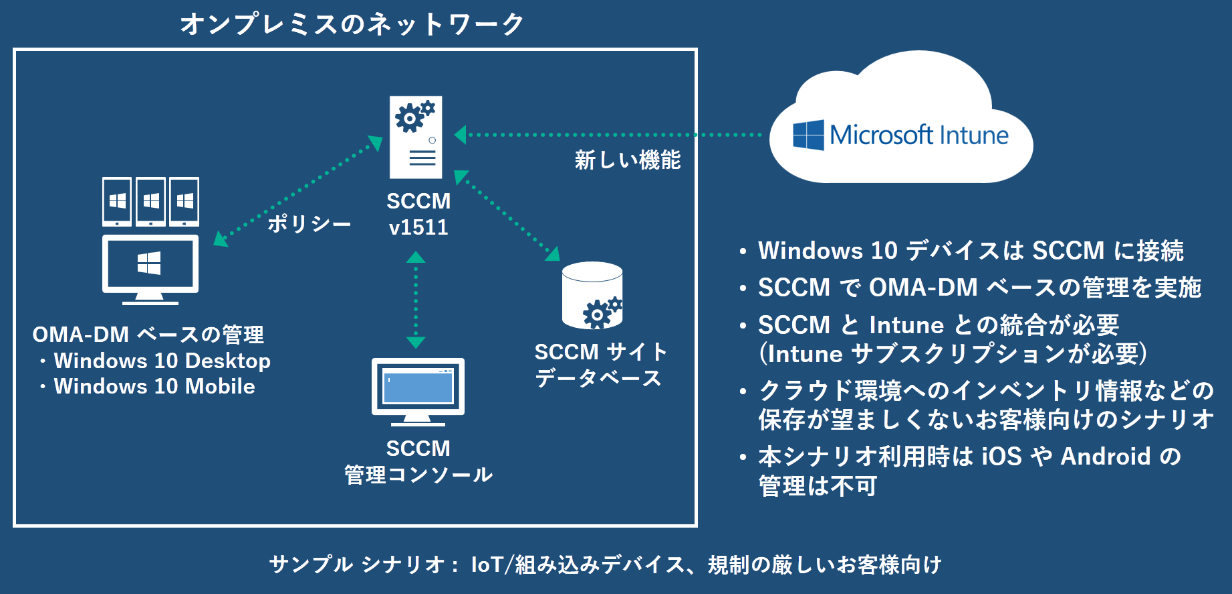 オンプレミスのネットワーク
Microsoft Intune
新しい機能
SCCM
v1511
ポリシー
OMA-DM ベースの管理
・Windows 10 Desktop
・Windows 10 Mobile
SCCM サイト
データベース
SCCM
管理コンソール
• Windows 10 デバイスは SCCM に接続
• SCCM で OMA-DM ベースの管理を実施
• SCCM と Intune との統合が必要
(Intune サブスクリプションが必要)
• クラウド環境へのインベントリ情報などの
保存が望ましくないお客様向けのシナリオ
• 本シナリオ利用時は iOS や Android の
管理は不可
サンプル シナリオ : IoT/組み込みデバイス、規制の厳しいお客様向け